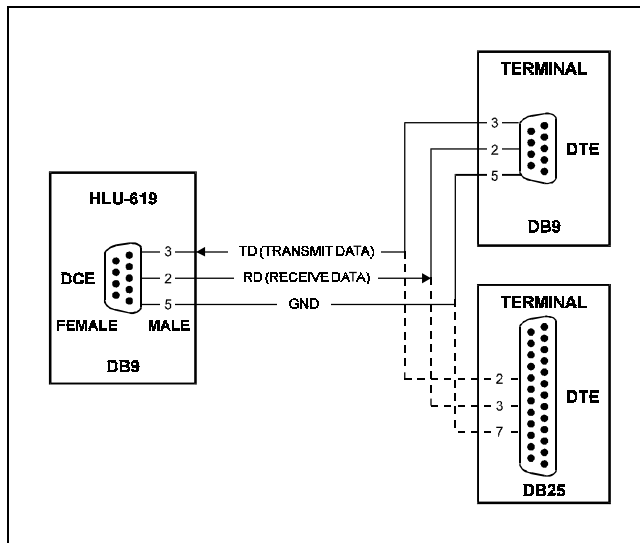 HLU-619
DCE
3
2
5
FEMALE MALE
DB9
TD (TRANSMIT DATA)
RD (RECEIVE DATA)
GND
TERMINAL
3
2
5
DTE
DB9
TERMINAL
2
3
7
DTE
DB25